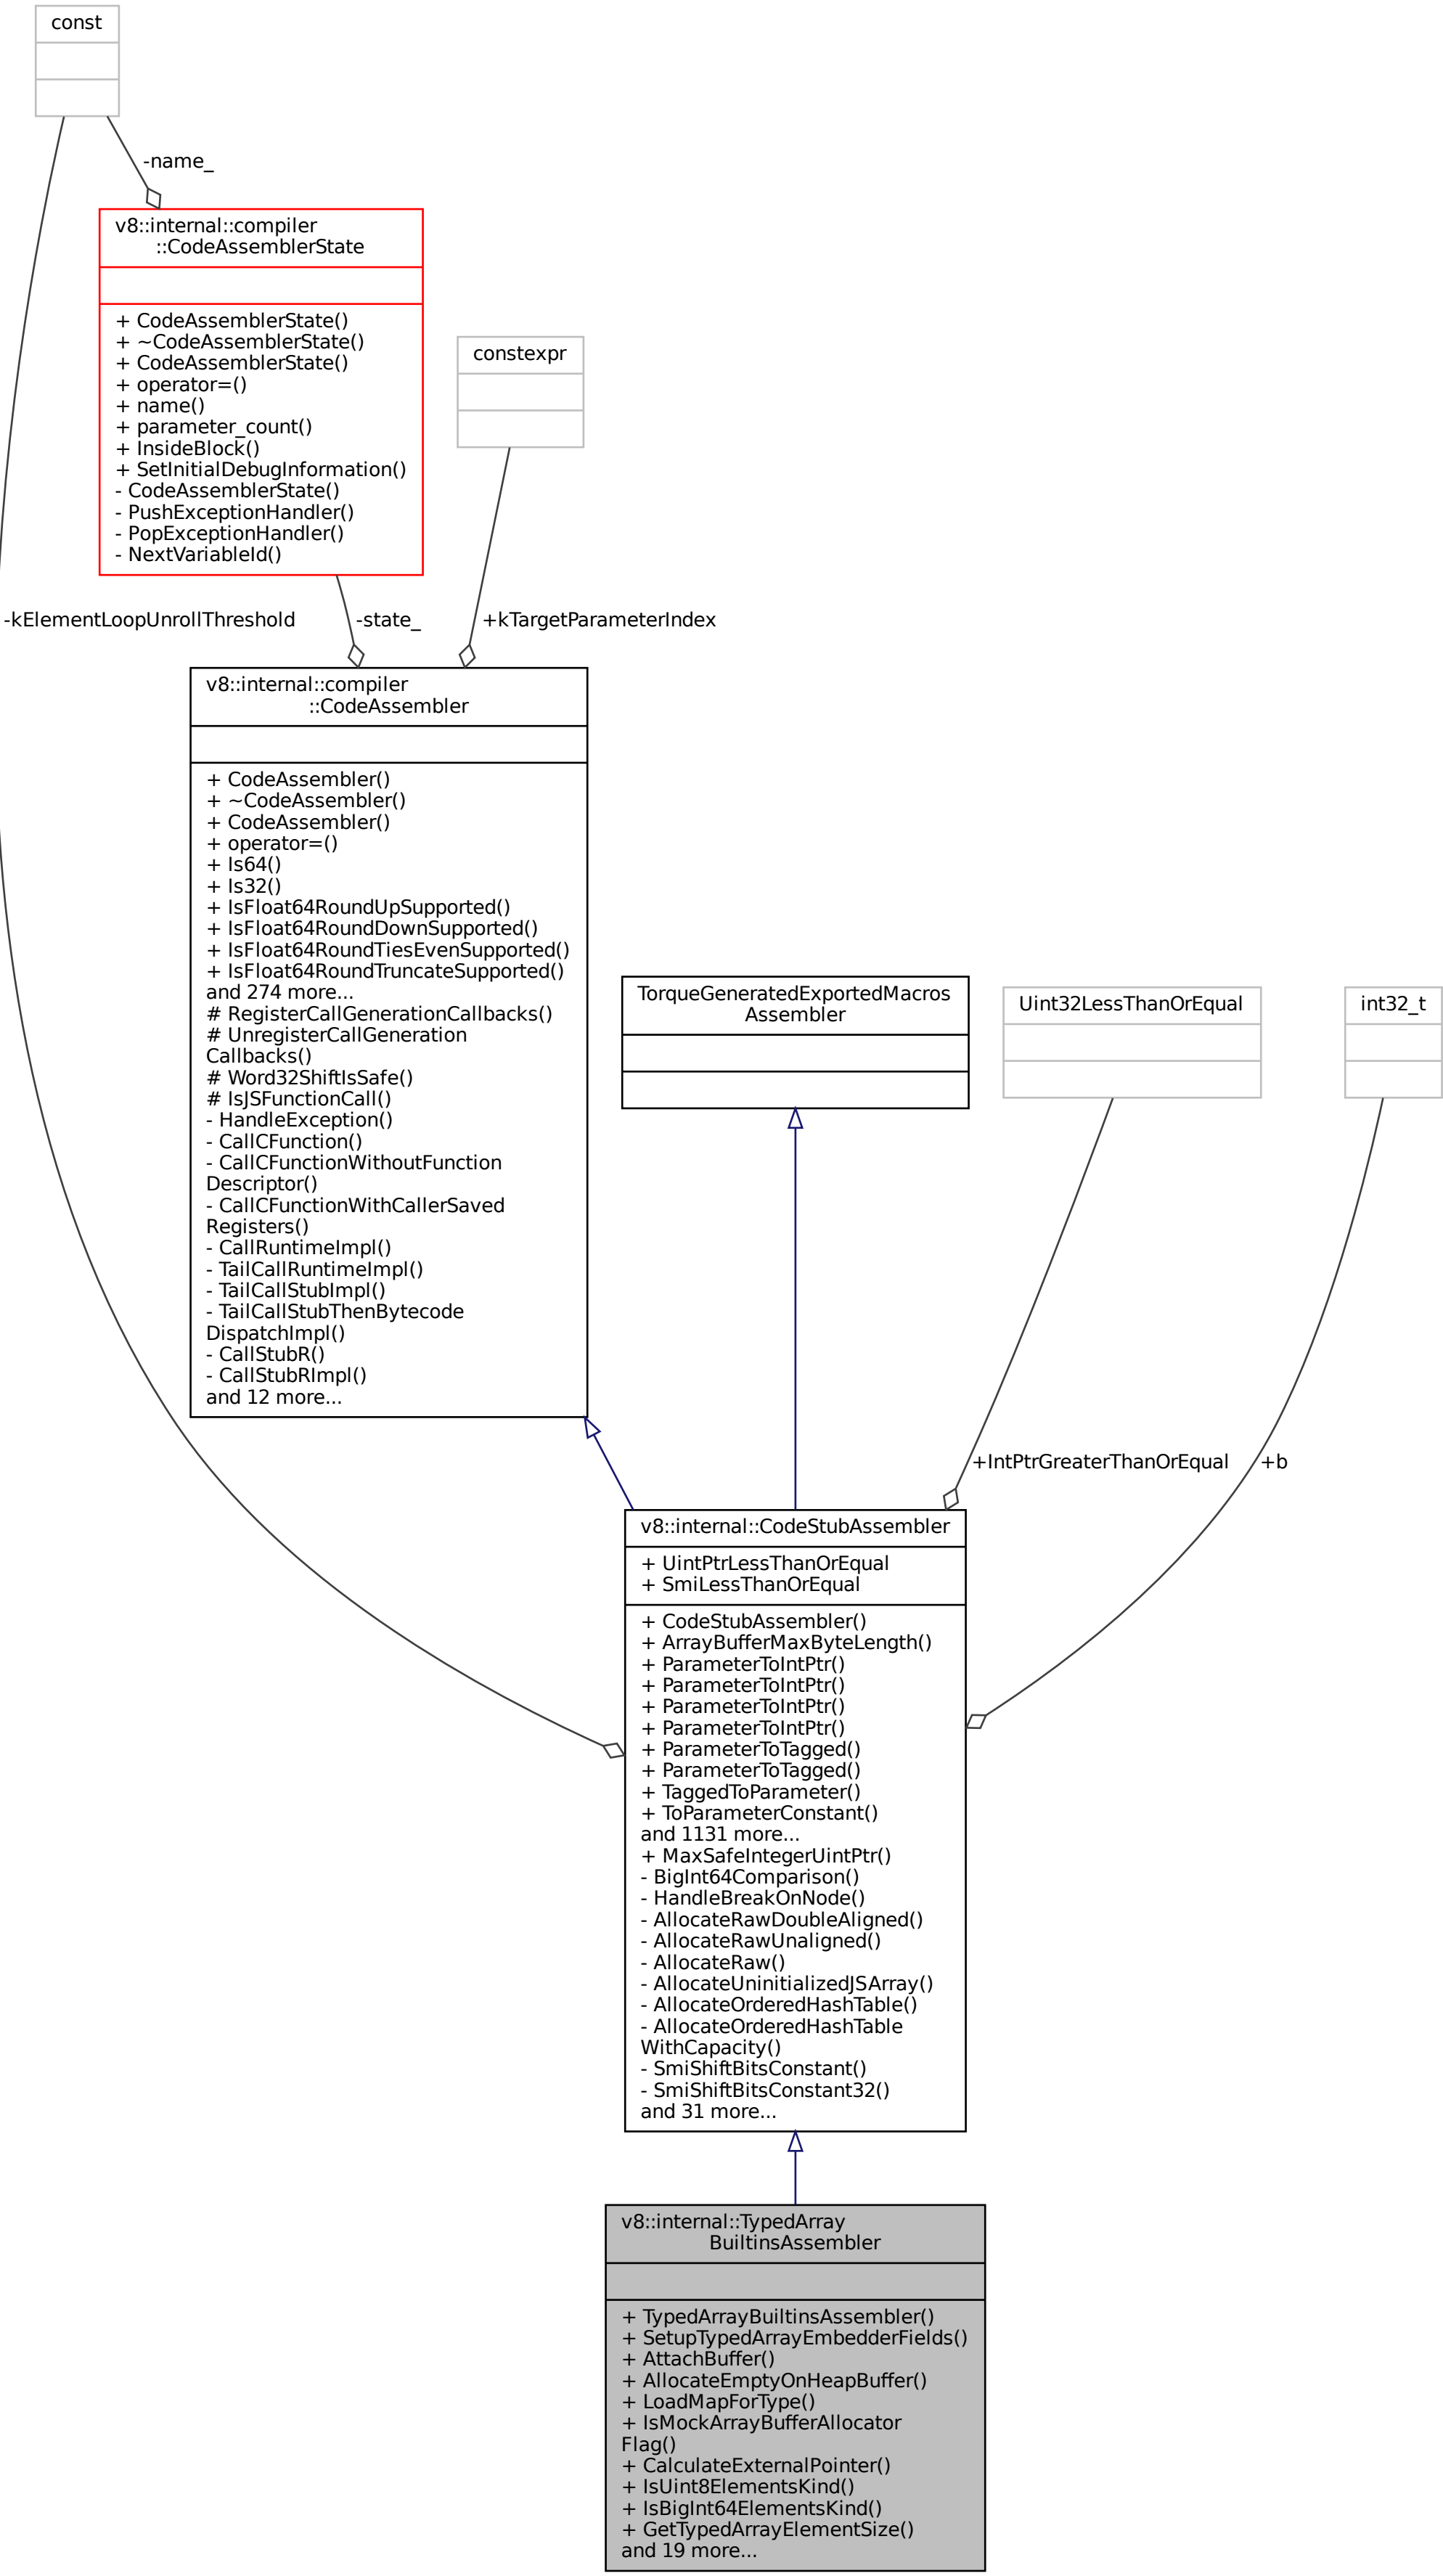 const
-name_
v8::internal::compiler
::CodeAssemblerState
+ CodeAssemblerState()
+ ~CodeAssemblerState()
+ CodeAssemblerState()
+ operator=()
+ name()
+ parameter_count()
+ InsideBlock()
+ SetInitialDebugInformation()
- CodeAssemblerState()
- PushExceptionHandler()
- PopExceptionHandler()
- NextVariableId()
constexpr
-kElementLoopUnrollThreshold
-state_
+kTargetParameterIndex
v8::internal::compiler
::CodeAssembler
+ CodeAssembler()
+ ~CodeAssembler()
+ CodeAssembler()
+ operator=()
+ Is64()
+ Is32()
+ IsFloat64RoundUpSupported()
+ IsFloat64RoundDownSupported()
+ IsFloat64RoundTiesEvenSupported()
+ IsFloat64RoundTruncateSupported()
and 274 more...
# RegisterCallGenerationCallbacks()
# UnregisterCallGeneration
Callbacks()
# Word32ShiftIsSafe()
# IsJSFunctionCall()
- HandleException()
- CallCFunction()
- CallCFunctionWithoutFunction
Descriptor()
- CallCFunctionWithCallerSaved
Registers()
- CallRuntimeImpl()
- TailCallRuntimeImpl()
- TailCallStubImpl()
- TailCallStubThenBytecode
DispatchImpl()
- CallStubR()
- CallStubRImpl()
and 12 more...
TorqueGeneratedExportedMacros
Assembler
Uint32LessThanOrEqual
int32_t
+IntPtrGreaterThanOrEqual
+b
v8::internal::CodeStubAssembler
+ UintPtrLessThanOrEqual
+ SmiLessThanOrEqual
+ CodeStubAssembler()
+ ArrayBufferMaxByteLength()
+ ParameterToIntPtr()
+ ParameterToIntPtr()
+ ParameterToIntPtr()
+ ParameterToIntPtr()
+ ParameterToTagged()
+ ParameterToTagged()
+ TaggedToParameter()
+ ToParameterConstant()
and 1131 more...
+ MaxSafeIntegerUintPtr()
- BigInt64Comparison()
- HandleBreakOnNode()
- AllocateRawDoubleAligned()
- AllocateRawUnaligned()
- AllocateRaw()
- AllocateUninitializedJSArray()
- AllocateOrderedHashTable()
- AllocateOrderedHashTable
WithCapacity()
- SmiShiftBitsConstant()
- SmiShiftBitsConstant32()
and 31 more...
v8::internal::TypedArray
BuiltinsAssembler
+ TypedArrayBuiltinsAssembler()
+ SetupTypedArrayEmbedderFields()
+ AttachBuffer()
+ AllocateEmptyOnHeapBuffer()
+ LoadMapForType()
+ IsMockArrayBufferAllocator
Flag()
+ CalculateExternalPointer()
+ IsUint8ElementsKind()
+ IsBigInt64ElementsKind()
+ GetTypedArrayElementSize()
and 19 more...